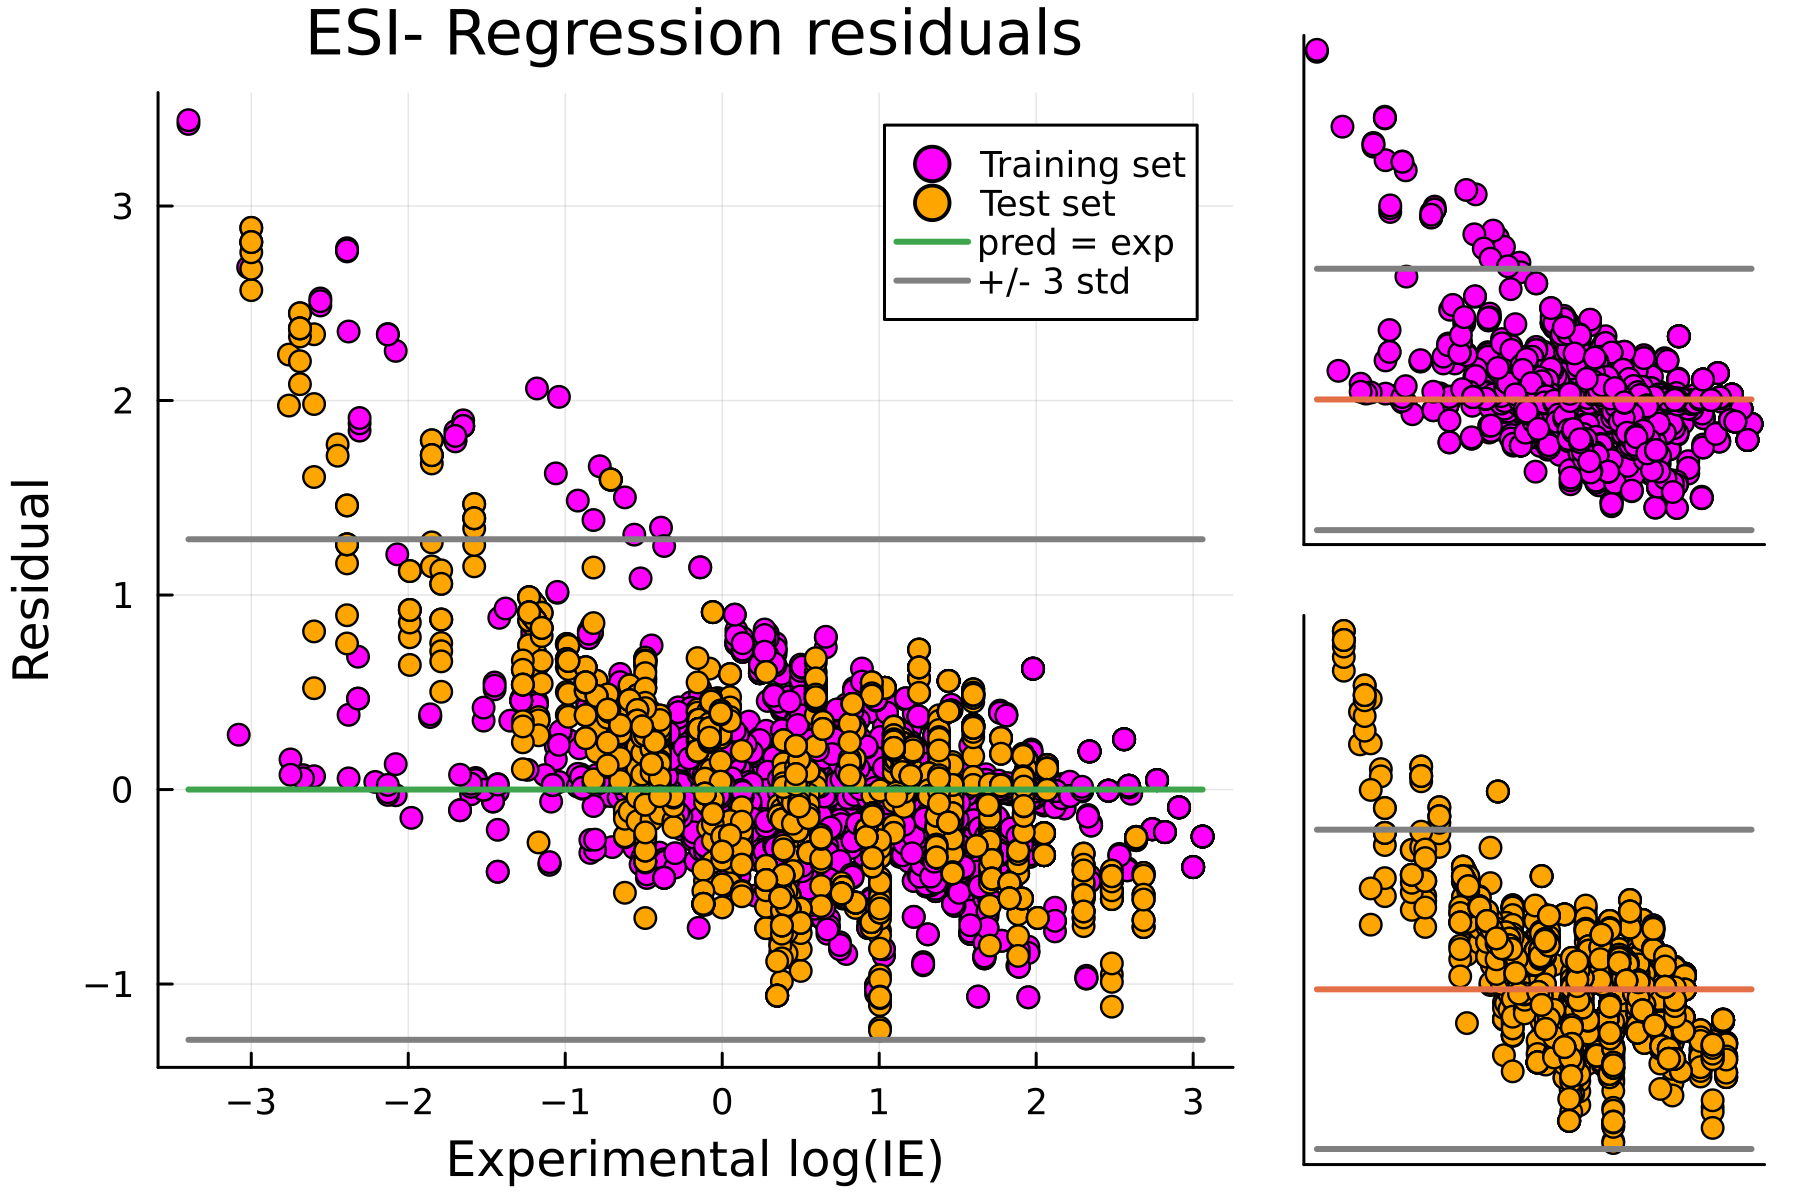 ESI- Regression residuals
Training set
Test set
pred = exp
+/- 3 std
Residual
3
2
1
0
−1
−3
−2
−1
0
1
2
3
Experimental log(IE)